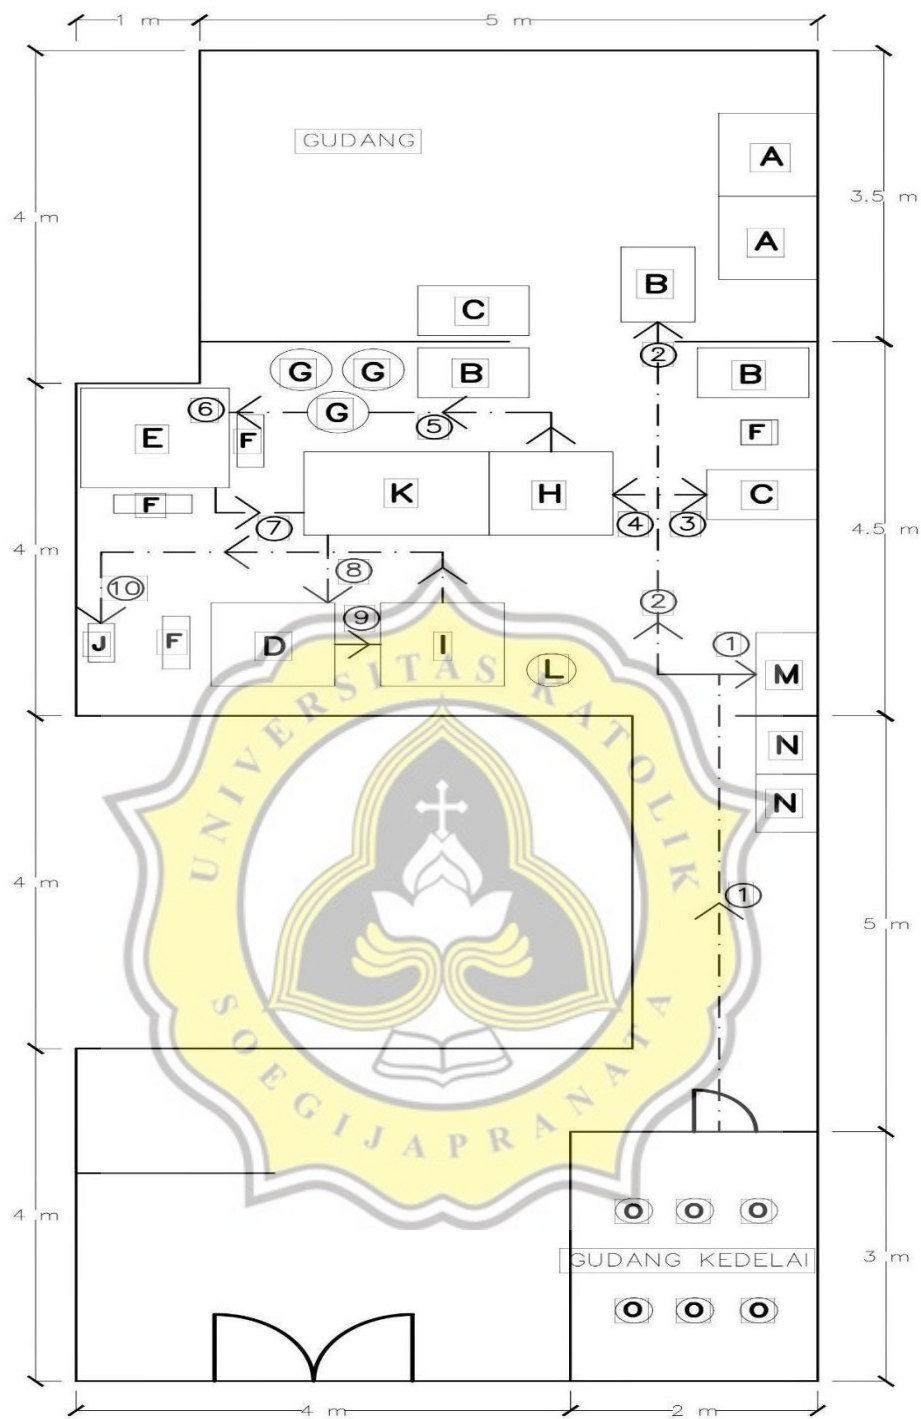 1 m
5 m
GUDANG
A
4 m
3.5 m
A
B
C
2
G G B B
6 G 5
E F F
F K H C
7 4 3
4 m
4.5 m
8
10 2
9
J F D I L 1 M
N
N
4 m
1
5 m
UNIVERSITAS KATOLIK
SOEGIJAPRANATA
4 m
O O O
GUDANG KEDELAI
3 m
O O O
4 m
2 m